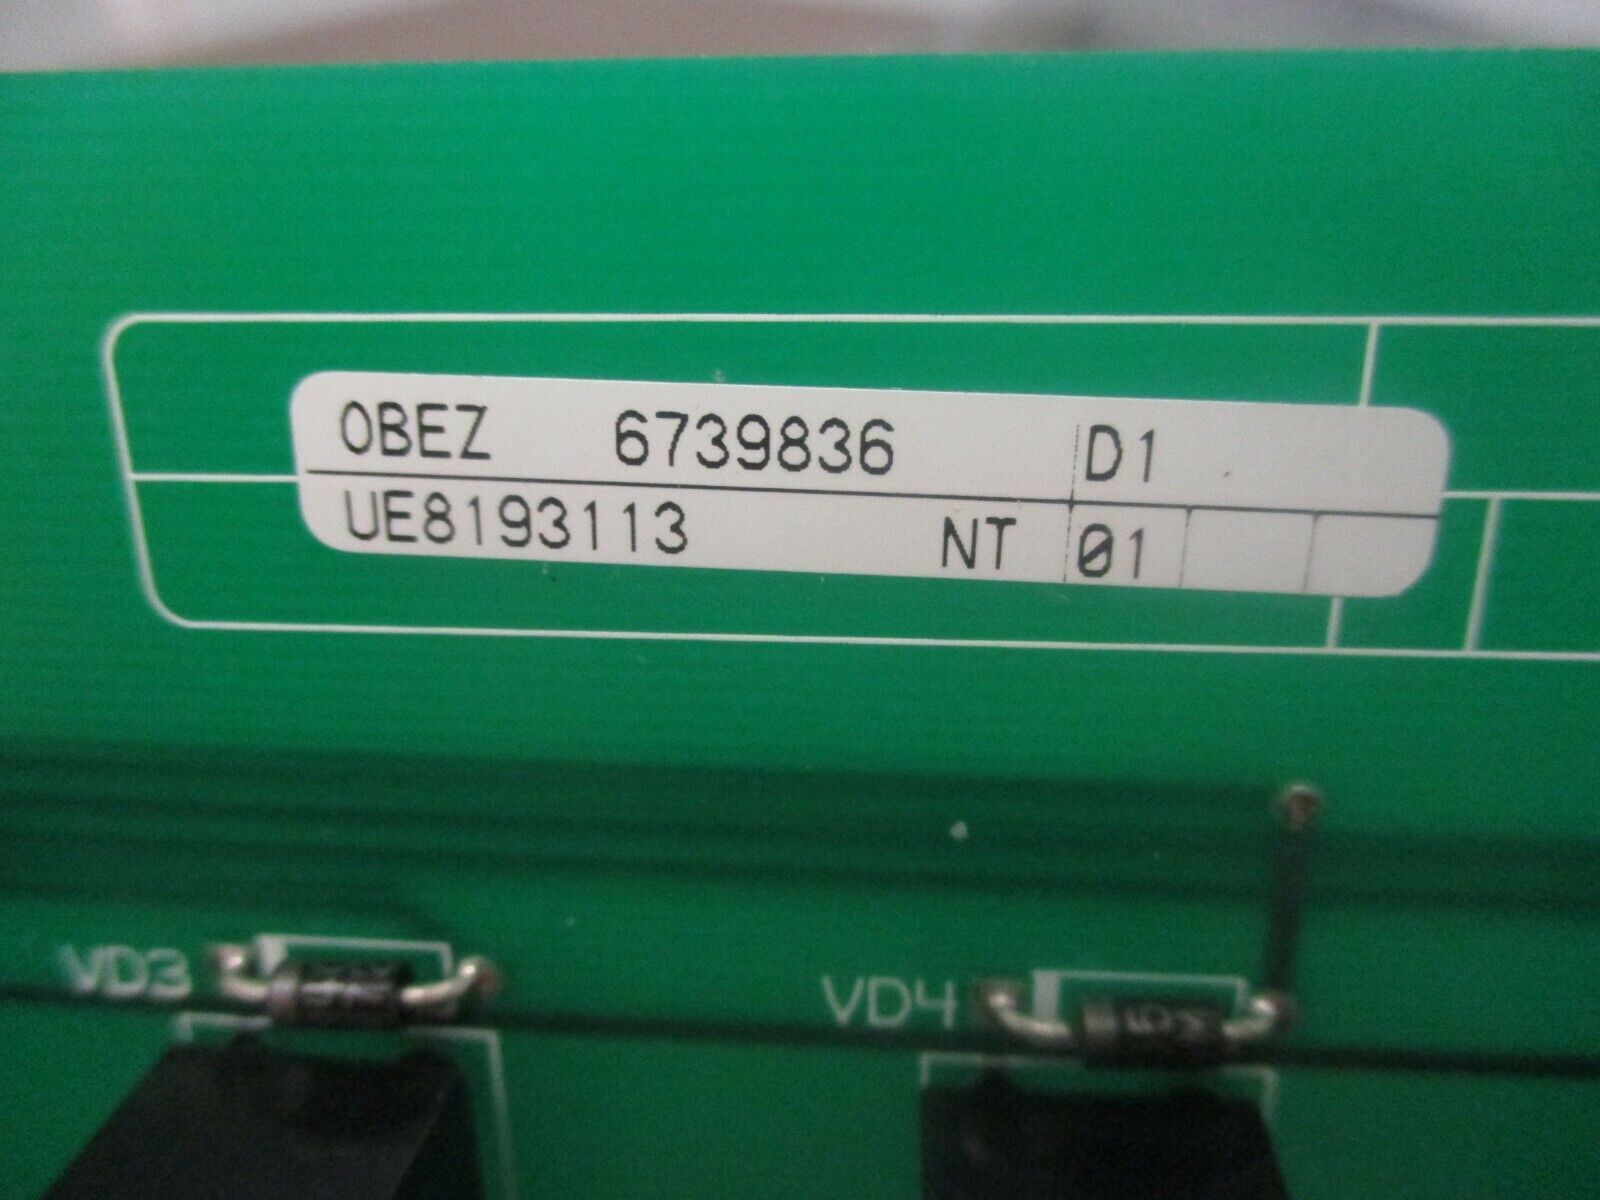 OBEZ 6739836 D1
UE8193113 NT 01
VD3
VD4